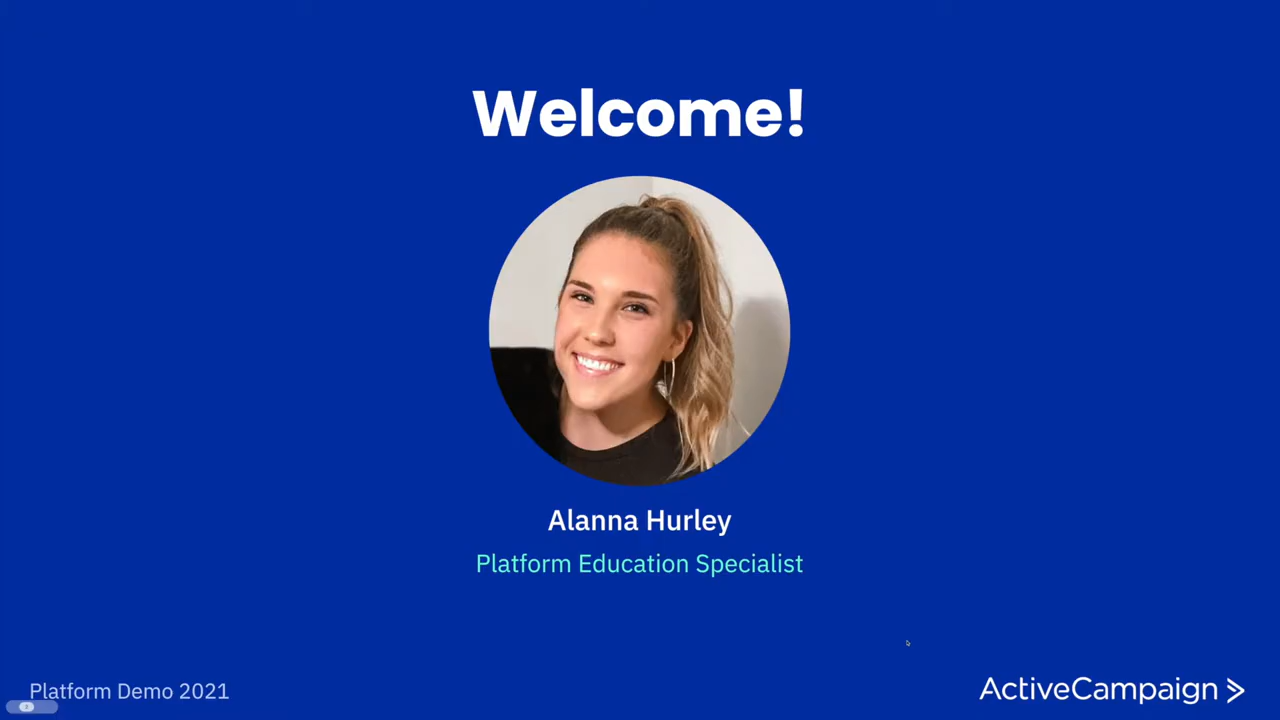 Welcome!
Alanna Hurley
Platform Education Specialist
Platform Demo 2021
ActiveCampaign